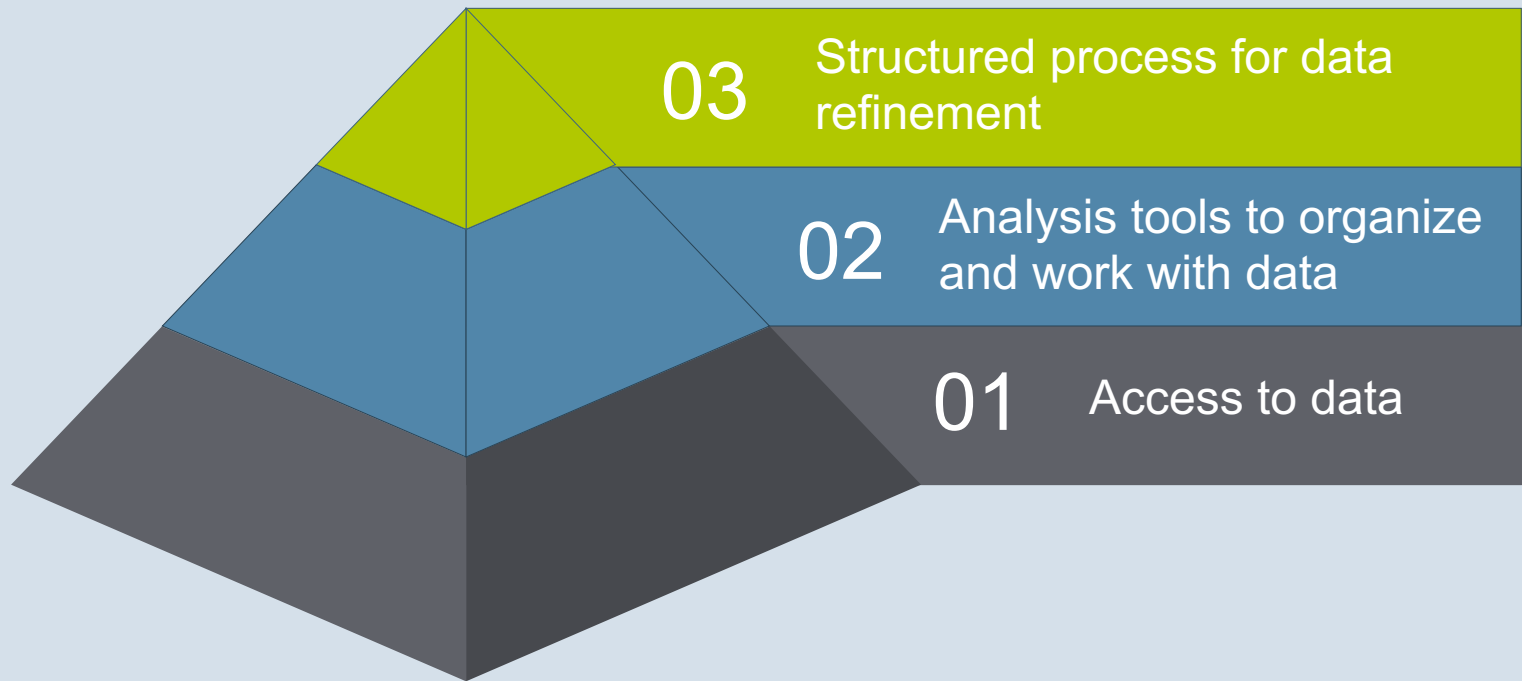 03
Structured process for data
refinement
02
Analysis tools to organize
and work with data
01
Access to data